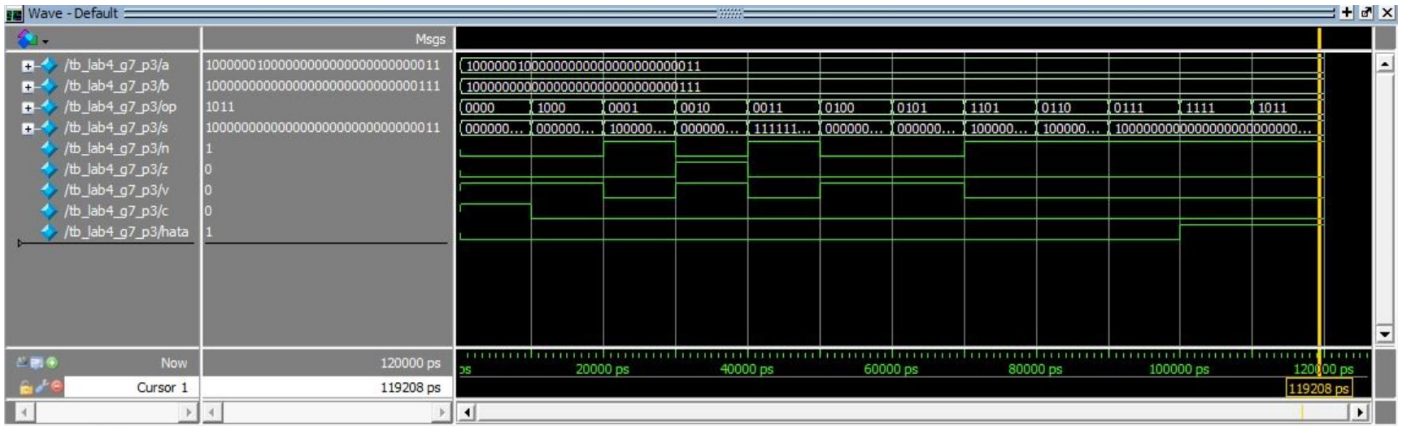 Wave - Default
Msgs
/tb_lab4_g7_p3/a 10000001000000000000000000000011 10000001000000000000000000000011
/tb_lab4_g7_p3/b 10000000000000000000000000000111 10000000000000000000000000000111
/tb_lab4_g7_p3/op 1011 0000 1000 0001 0010 0011 0100 0101 1101 0110 0111 1111 1011
/tb_lab4_g7_p3/s 10000000000000000000000000000011 000000... 000000... 100000... 000000... 111111... 000000... 000000... 100000... 100000... 1000000000000000000000000...
/tb_lab4_g7_p3/n 1
/tb_lab4_g7_p3/z 0
/tb_lab4_g7_p3/v 0
/tb_lab4_g7_p3/c 0
/tb_lab4_g7_p3/hata 1
Now 120000 ps ps 20000 ps 40000 ps 60000 ps 80000 ps 100000 ps 120000 ps
Cursor 1 119208 ps 119208 ps